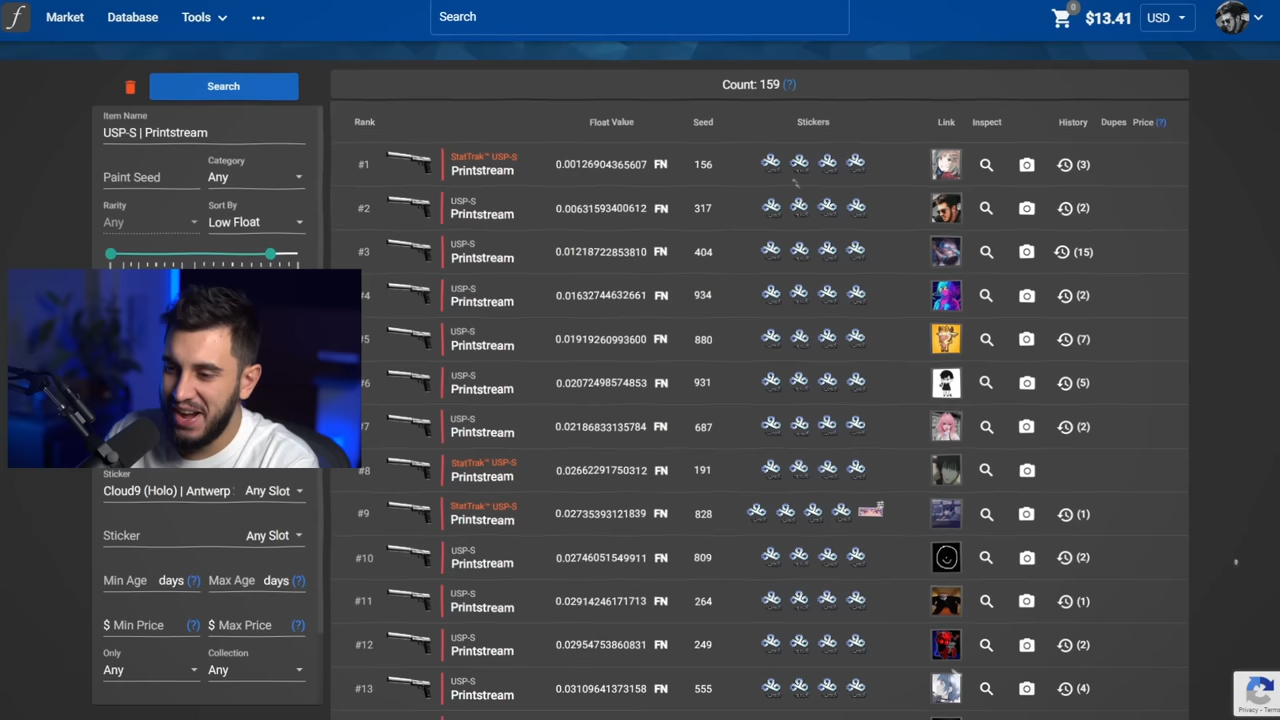 f Market Database Tools Search 0 $13.41 USD
Search
Count: 159 (?)
Item Name
USP-S | Printstream
Paint Seed
Category
Any
Rarity
Any
Sort By
Low Float
Sticker
Cloud9 (Holo) | Antwerp Any Slot
Sticker Any Slot
Min Age days (?) Max Age days (?)
$ Min Price (?) $ Max Price (?)
Only
Any
Collection
Any
Rank Float Value Seed Stickers Link Inspect History Dupes Price (?)
#1 StatTrak™ USP-S Printstream 0.00126904365607 FN 156 (3)
#2 USP-S Printstream 0.00631593400612 FN 317 (2)
#3 USP-S Printstream 0.01218722853810 FN 404 (15)
#4 USP-S Printstream 0.01632744632661 FN 934 (2)
#5 USP-S Printstream 0.01919260993600 FN 880 (7)
#6 USP-S Printstream 0.02072498574853 FN 931 (5)
#7 USP-S Printstream 0.02186833135784 FN 687 (2)
#8 StatTrak™ USP-S Printstream 0.02662291750312 FN 191
#9 StatTrak™ USP-S Printstream 0.02735393121839 FN 828 (1)
#10 USP-S Printstream 0.02746051549911 FN 809 (2)
#11 USP-S Printstream 0.02914246171713 FN 264 (1)
#12 USP-S Printstream 0.02954753860831 FN 249 (2)
#13 USP-S Printstream 0.03109641373158 FN 555 (4)
Privacy - Terms